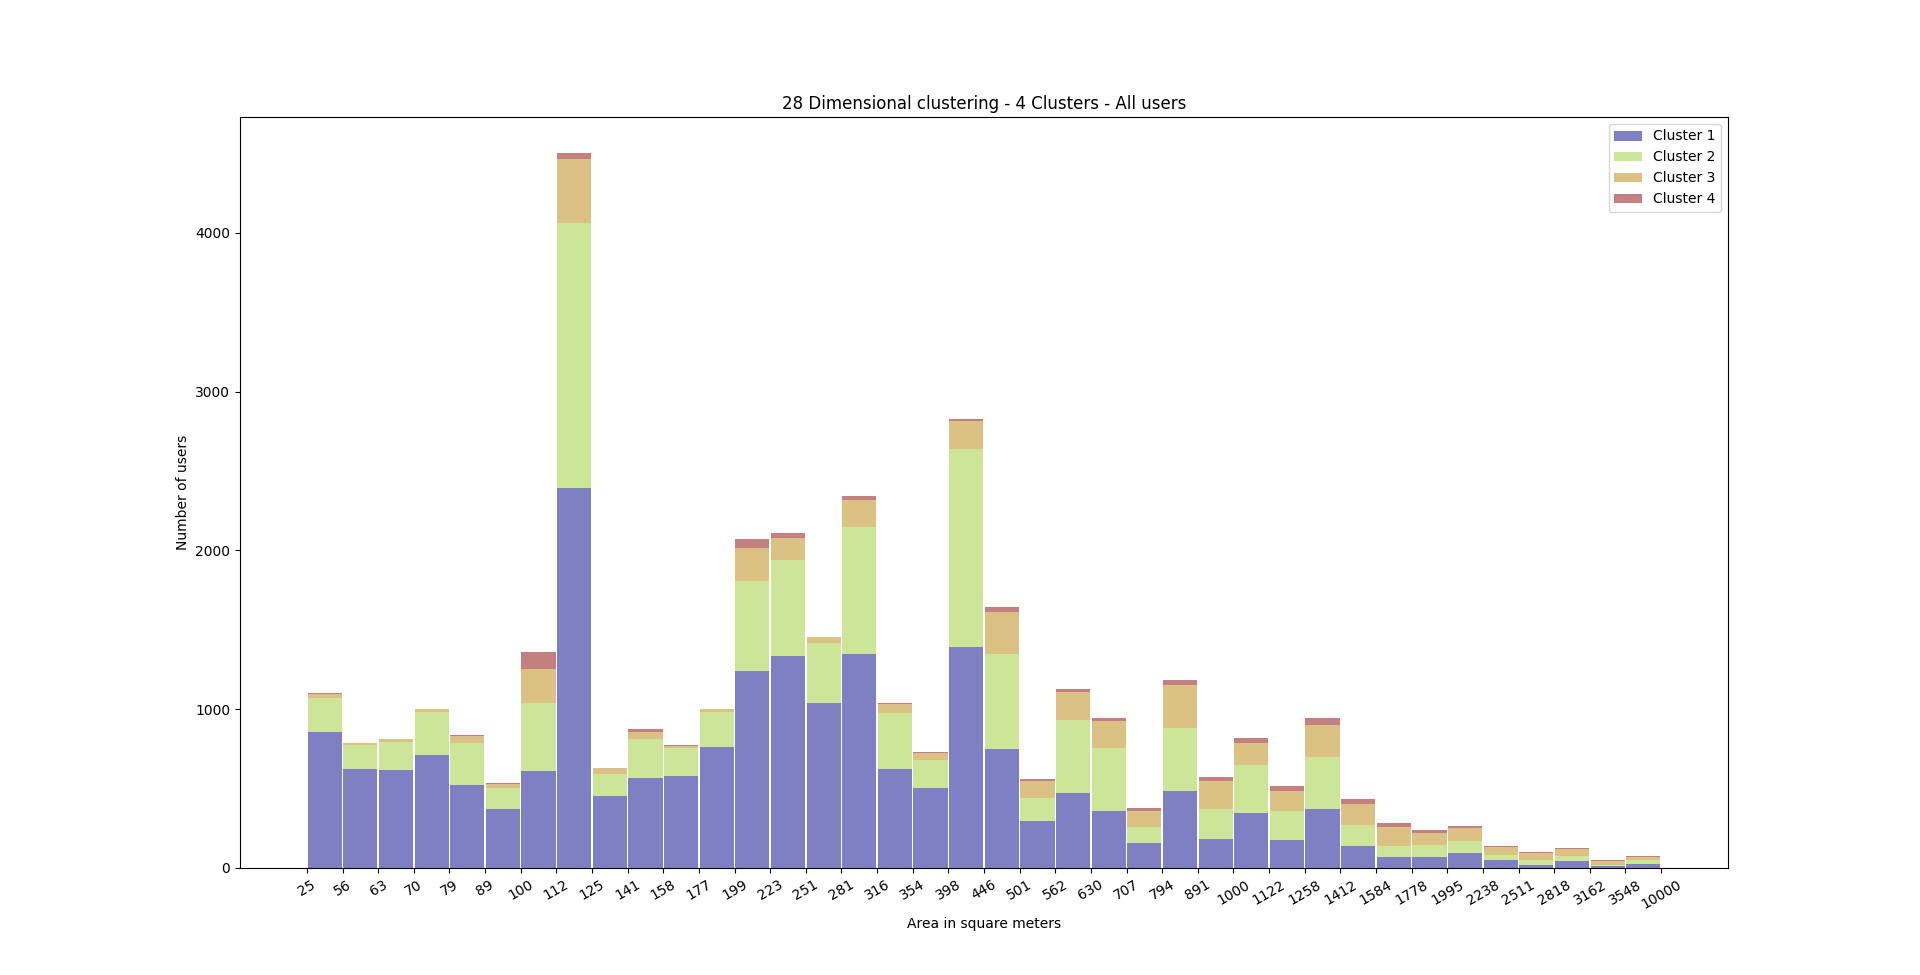 28 Dimensional clustering - 4 Clusters - All users
Cluster 1
Cluster 2
Cluster 3
Cluster 4
Number of users
4000
3000
2000
1000
0
25 56 63 70 79 89 100 112 125 141 158 177 199 223 251 281 316 354 398 446 501 562 630 707 794 891 1000 1122 1258 1412 1584 1778 1995 2238 2511 2818 3162 3548 10000
Area in square meters